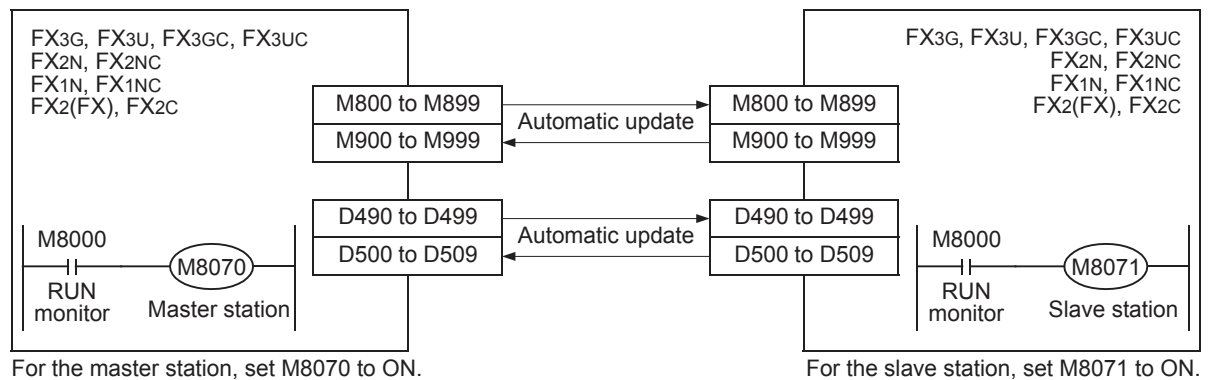 FX3G, FX3U, FX3GC, FX3UC
FX2N, FX2NC
FX1N, FX1NC
FX2(FX), FX2C
M800 to M899
M900 to M999
D490 to D499
D500 to D509
M8000
M8070
RUN
monitor
Master station
Automatic update
Automatic update
FX3G, FX3U, FX3GC, FX3UC
FX2N, FX2NC
FX1N, FX1NC
FX2(FX), FX2C
M800 to M899
M900 to M999
D490 to D499
D500 to D509
M8000
M8071
RUN
monitor
Slave station
For the master station, set M8070 to ON.
For the slave station, set M8071 to ON.